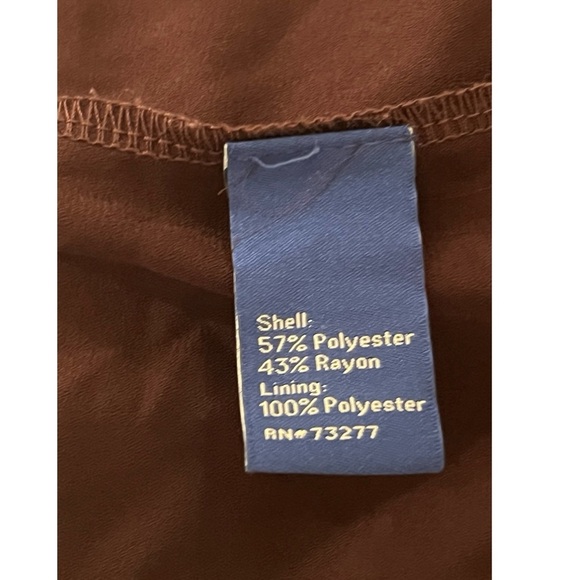 Shell:
57% Polyester
43% Rayon
Lining:
100% Polyester
RN#73277